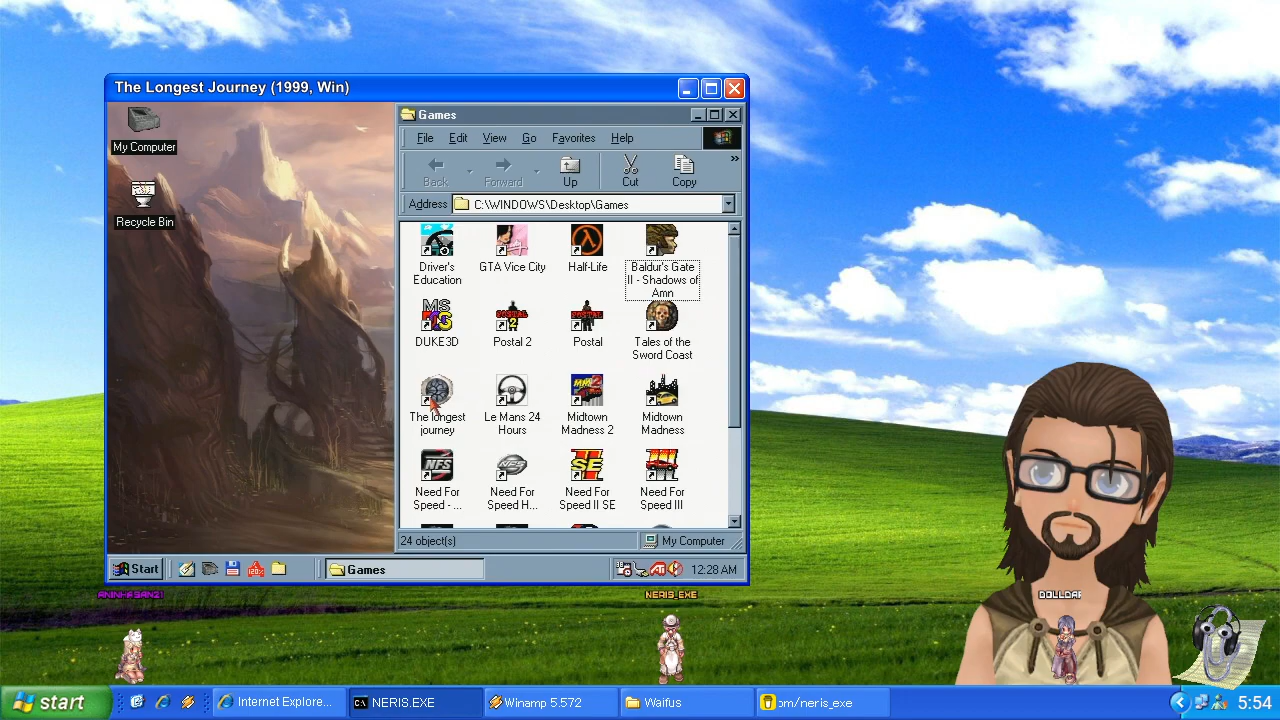 The Longest Journey (1999, Win)
My Computer
Recycle Bin
Games
File Edit View Go Favorites Help
Back Forward Up Cut Copy
Address C:\WINDOWS\Desktop\Games
Driver's Education
GTA Vice City
Half-Life
Baldur's Gate
II - Shadows of
Amn
DUKE3D
Postal 2
Postal
Tales of the
Sword Coast
The longest
journey
Le Mans 24
Hours
Midtown
Madness 2
Midtown
Madness
Need For
Speed - ...
Need For
Speed H...
Need For
Speed II SE
Need For
Speed III
24 object(s)
My Computer
Start
Games
12:28 AM
ANINHAGAN21
NERIS_EXE
DOLLDAR
start
Internet Explore...
NERIS.EXE
Winamp 5.572
Waifus
om/neris_exe
5:54